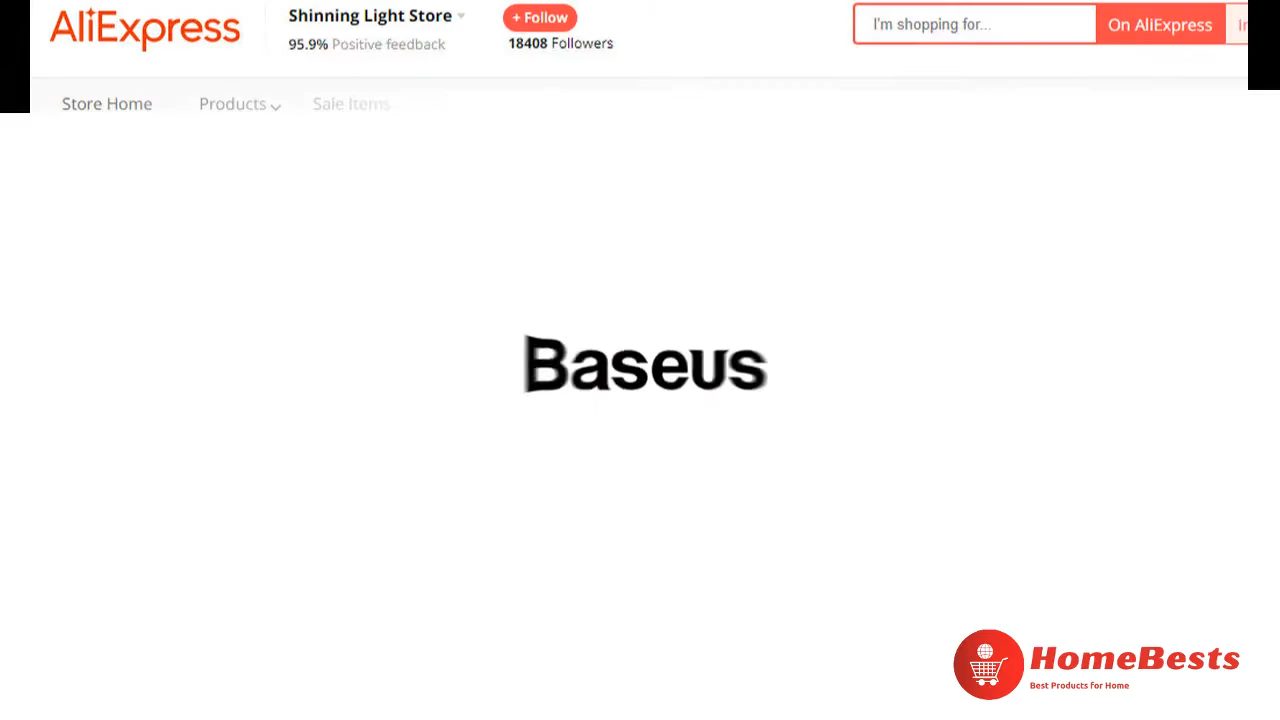 AliExpress
Shinning Light Store
+ Follow
95.9% Positive feedback
18408 Followers
I'm shopping for...
On AliExpress
Store Home
Products
Sale Items
Baseus
HomeBests
Best Products for Home